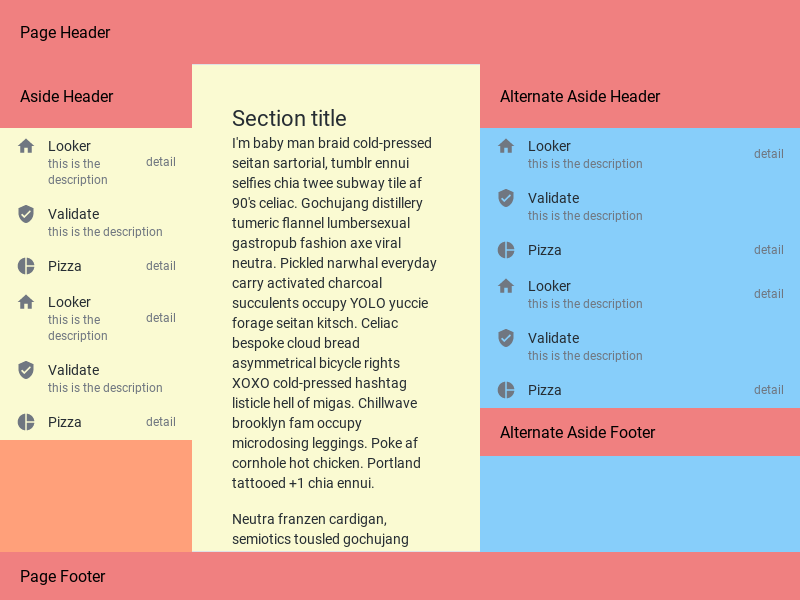 Page Header
Aside Header
Looker
this is the
description
detail
Validate
this is the description
Pizza
detail
Looker
this is the
description
detail
Validate
this is the description
Pizza
detail
Section title
I'm baby man braid cold-pressed
seitan sartorial, tumblr ennui
selfies chia twee subway tile af
90's celiac. Gochujang distillery
tumeric flannel lumbersexual
gastropub fashion axe viral
neutra. Pickled narwhal everyday
carry activated charcoal
succulents occupy YOLO yuccie
forage seitan kitsch. Celiac
bespoke cloud bread
asymmetrical bicycle rights
XOXO cold-pressed hashtag
listicle hell of migas. Chillwave
brooklyn fam occupy
microdosing leggings. Poke af
cornhole hot chicken. Portland
tattooed +1 chia ennui.
Neutra franzen cardigan,
semiotics tousled gochujang
Alternate Aside Header
Looker
this is the description
detail
Validate
this is the description
Pizza
detail
Looker
this is the description
detail
Validate
this is the description
Pizza
detail
Alternate Aside Footer
Page Footer